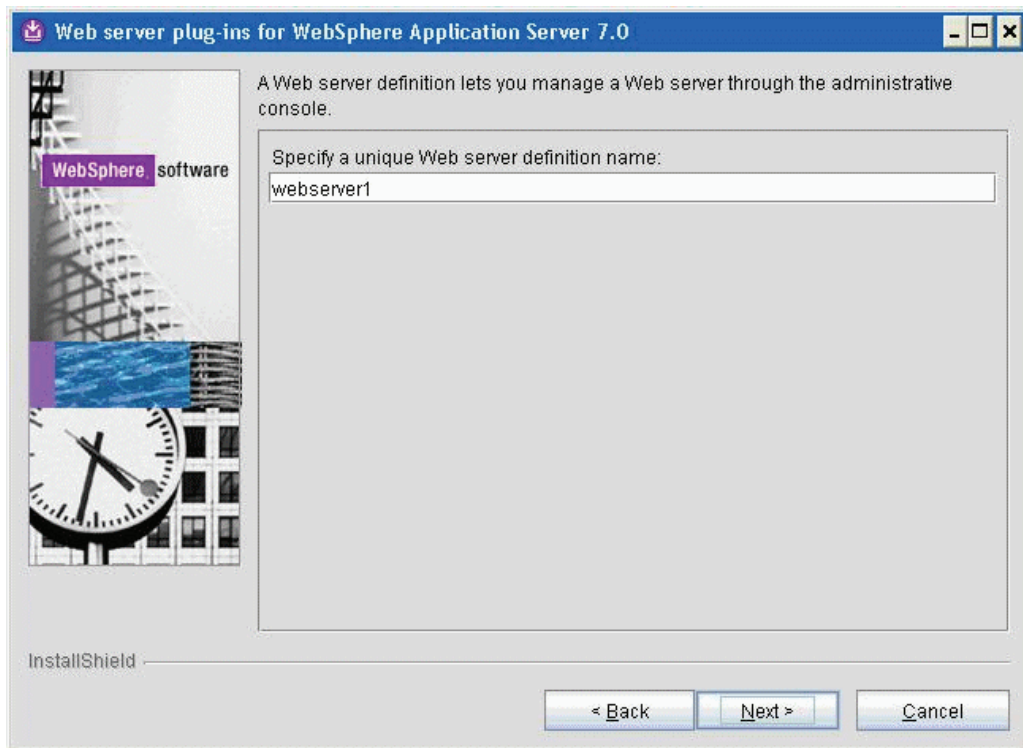 Web server plug-ins for WebSphere Application Server 7.0
A Web server definition lets you manage a Web server through the administrative
console.
WebSphere. software
Specify a unique Web server definition name:
webserver1
InstallShield
< Back
Next >
Cancel